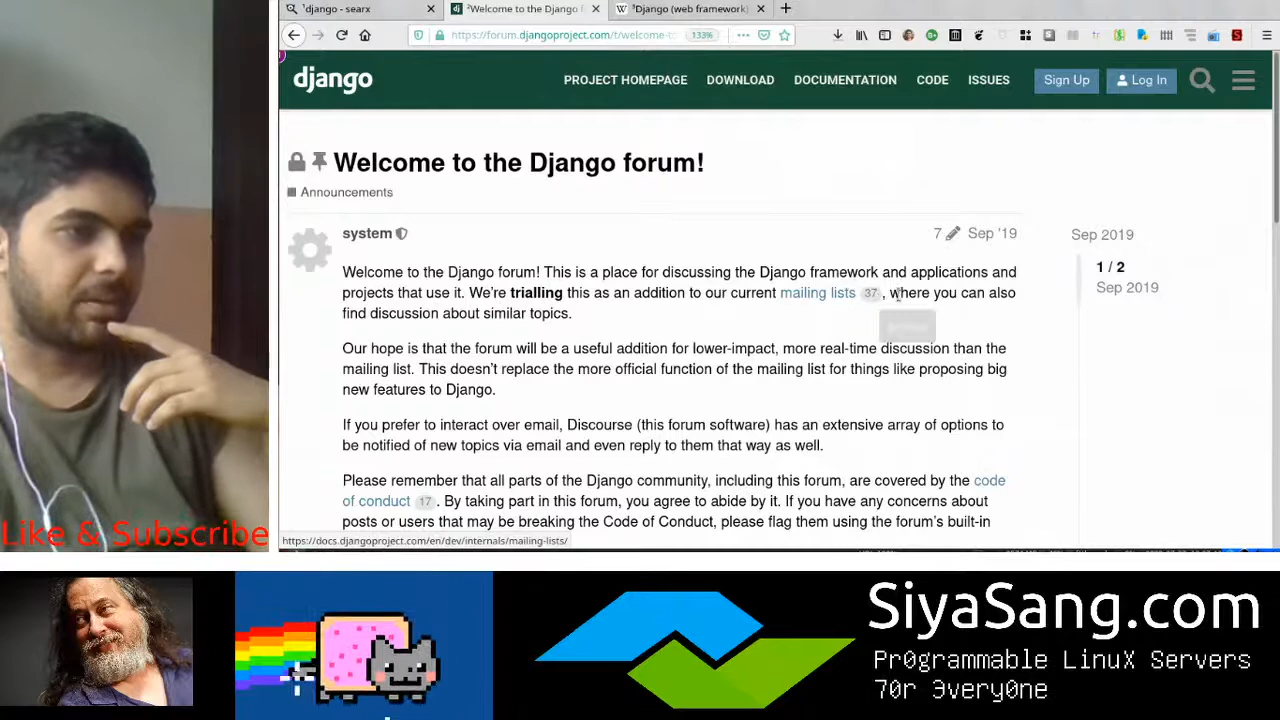 ¹django - searx
²Welcome to the Django f
³Django (web framework)
https://forum.djangoproject.com/t/welcome-to
133%
django
PROJECT HOMEPAGE
DOWNLOAD
DOCUMENTATION
CODE
ISSUES
Sign Up
Log In
Welcome to the Django forum!
Announcements
system
7
Sep '19
Sep 2019
Welcome to the Django forum! This is a place for discussing the Django framework and applications and
projects that use it. We’re trialling this as an addition to our current mailing lists 37 , where you can also
find discussion about similar topics.
1 / 2
Sep 2019
Our hope is that the forum will be a useful addition for lower-impact, more real-time discussion than the
mailing list. This doesn’t replace the more official function of the mailing list for things like proposing big
new features to Django.
If you prefer to interact over email, Discourse (this forum software) has an extensive array of options to
be notified of new topics via email and even reply to them that way as well.
Please remember that all parts of the Django community, including this forum, are covered by the code
of conduct 17 . By taking part in this forum, you agree to abide by it. If you have any concerns about
posts or users that may be breaking the Code of Conduct, please flag them using the forum’s built-in
https://docs.djangoproject.com/en/dev/internals/mailing-lists/
Like & Subscribe
SiyaSang.com
Pr0grammable LinuX Servers
70r 3very0ne